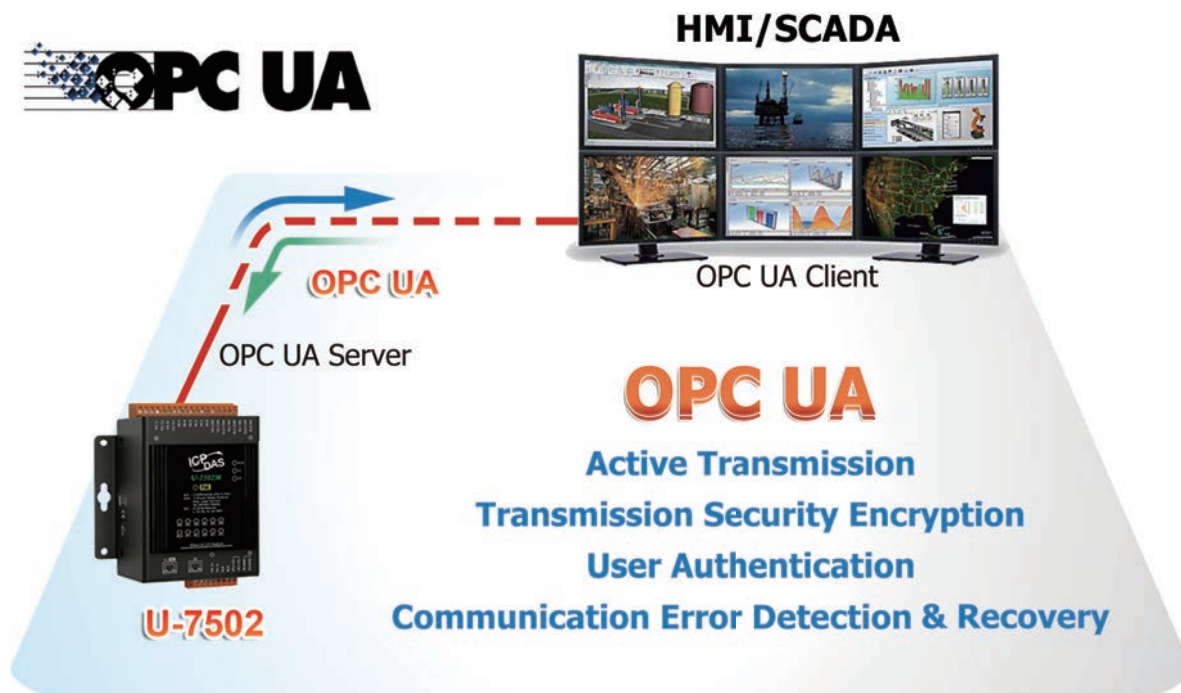 OPC UA
HMI/SCADA
OPC UA Client
OPC UA
OPC UA Server
ICP DAS
U-7502
OPC UA
Active Transmission
Transmission Security Encryption
User Authentication
Communication Error Detection & Recovery